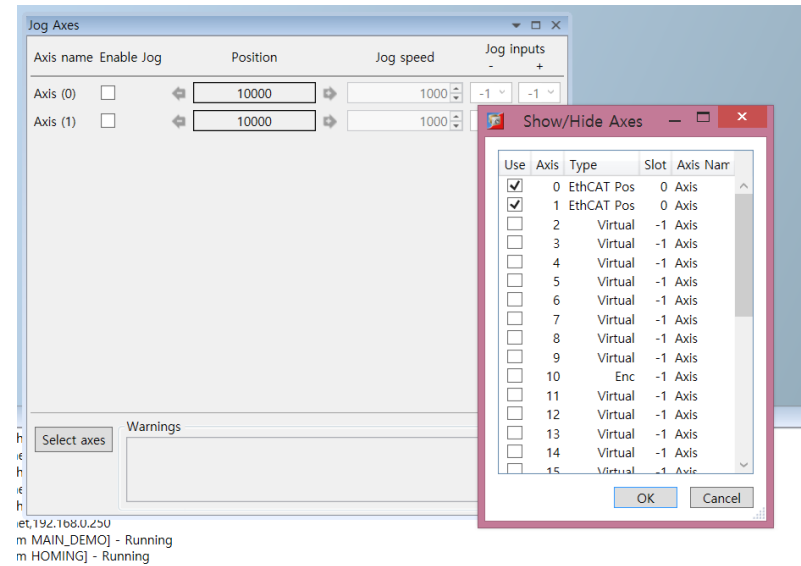 Jog Axes
Axis name Enable Jog Position Jog speed Jog inputs
- +
Axis (0) 10000 1000 -1 -1
Axis (1) 10000 1000
Show/Hide Axes
Use Axis Type Slot Axis Nam
0 EthCAT Pos 0 Axis
1 EthCAT Pos 0 Axis
2 Virtual -1 Axis
3 Virtual -1 Axis
4 Virtual -1 Axis
5 Virtual -1 Axis
6 Virtual -1 Axis
7 Virtual -1 Axis
8 Virtual -1 Axis
9 Virtual -1 Axis
10 Enc -1 Axis
11 Virtual -1 Axis
12 Virtual -1 Axis
13 Virtual -1 Axis
14 Virtual -1 Axis
15 Virtual -1 Axis
OK Cancel
Select axes Warnings
et,192.168.0.250
m MAIN_DEMO] - Running
m HOMING] - Running